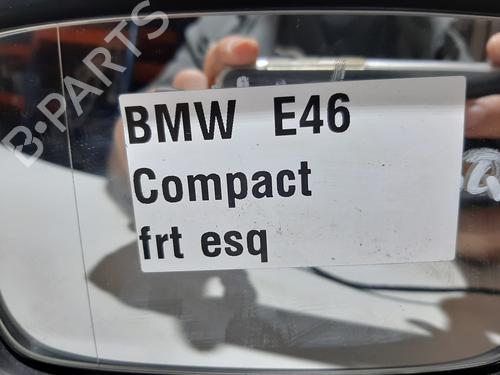 B-PARTS
BMW E46
Compact
frt esq